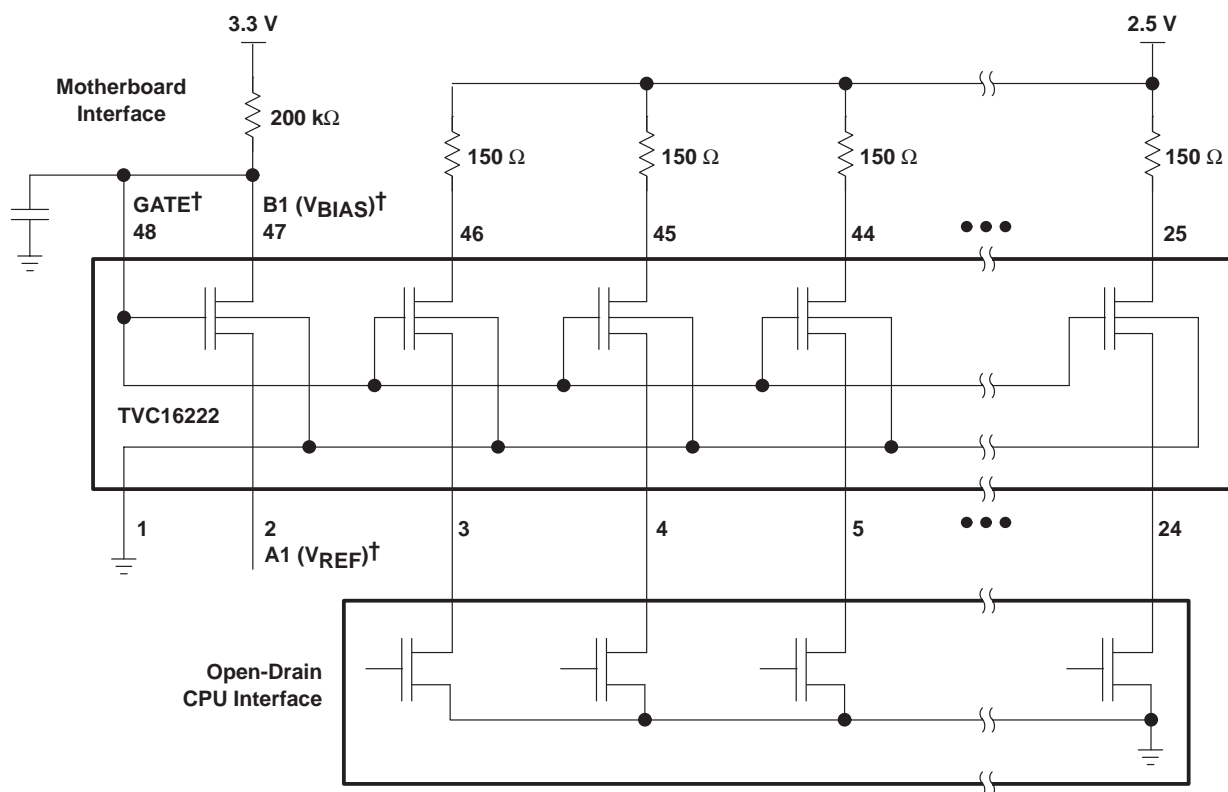 3.3 V
2.5 V
Motherboard
Interface
200 kΩ
150 Ω
150 Ω
150 Ω
150 Ω
GATE†
B1 (VBIAS)†
48
47
46
45
44
25
TVC16222
1
2
3
4
5
24
A1 (VREF)†
Open-Drain
CPU Interface